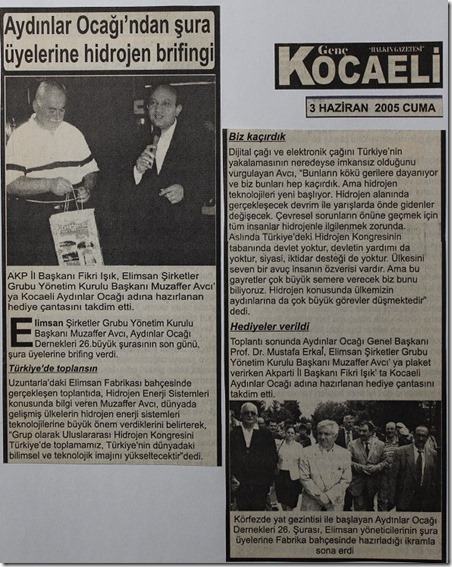 Aydınlar Ocağı'ndan şura
üyelerine hidrojen brifingi
AKP İl Başkanı Fikri Işık, Elimsan Şirketler
Grubu Yönetim Kurulu Başkanı Muzaffer Avcı'
ya Kocaeli Aydınlar Ocağı adına hazırlanan
hediye çantasını takdim etti.
Elimsan Şirketler Grubu Yönetim Kurulu
Başkanı Muzaffer Avcı, Aydınlar Ocağı
Dernekleri 26.büyük şurasının son günü,
şura üyelerine brifing verdi.
Türkiye'de toplansın
Uzuntarla'daki Elimsan Fabrikası bahçesinde
gerçekleşen toplantıda, Hidrojen Enerji Sistemleri
konusunda bilgi veren Muzaffer Avcı, dünyada
gelişmiş ülkelerin hidrojen enerji sistemleri
teknolojilerine büyük önem verdiklerini belirterek,
"Grup olarak Uluslararası Hidrojen Kongresini
Türkiye'de toplamamız, Türkiye'nin dünyadaki
bilimsel ve teknolojik imajını yükseltecektir"dedi.
Genç
"HALKIN GAZETESİ"
KOCAELİ
3 HAZİRAN 2005 CUMA
Biz kaçırdık
Dijital çağı ve elektronik çağını Türkiye'nin
yakalamasının neredeyse imkansız olduğunu
vurgulayan Avcı, "Bunların kökü gerilere dayanıyor
ve biz bunları hep kaçırdık. Ama hidrojen
teknolojileri yeni başlıyor. Hidrojen alanında
gerçekleşecek devrim ile yarışlarda önde gidenler
değişecek. Çevresel sorunların önüne geçmek için
tüm insanlar hidrojenle ilgilenmek zorunda.
Aslında Türkiye'deki Hidrojen Kongresinin
tabanında devlet yoktur, devletin yardımı da
yoktur, siyasi, iktidar desteği de yoktur. Ülkesini
seven bir avuç insanın özverisi vardır. Ama bu
gayretler çok büyük semere verecek biz bunu
biliyoruz. Hidrojen konusunda ülkemizin
aydınlarına da çok büyük görevler düşmektedir"
dedi.
Hediyeler verildi
Toplantı sonunda Aydınlar Ocağı Genel Başkanı
Prof. Dr. Mustafa Erkal, Elimsan Şirketler Grubu
Yönetim Kurulu Başkanı Muzaffer Avcı' ya plaket
verirken Akparti İl Başkanı Fikri Işık' ta Kocaeli
Aydınlar Ocağı adına hazırlanan hediye çantasını
takdim etti.
Körfezde yat gezintisi ile başlayan Aydınlar Ocağı
Dernekleri 26. Şurası, Elimsan yöneticilerinin şura
üyelerine Fabrika bahçesinde hazırladığı ikramla
sona erdi